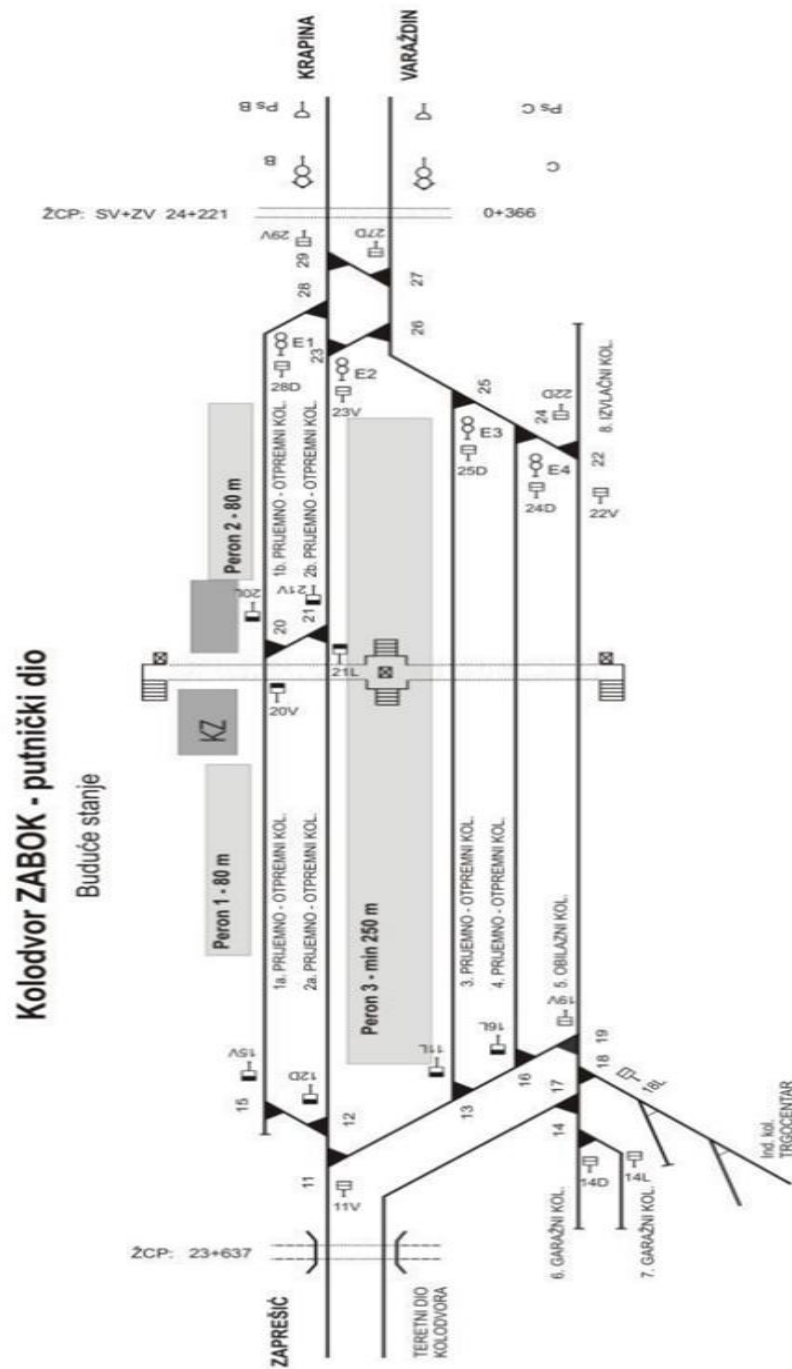 Kolodvor ZABOK - putnički dio
Buduće stanje
KRAPINA
VARAŽDIN
Ps B
Ps C
B
C
ŽCP: SV+ZV 24+221
0+366
29V
27D
29
28
27
26
E1
28D
23
E2
23V
25
E3
25D
24
22D
E4
24D
22
22V
8. IZVLAČNI KOL.
Peron 2 - 80 m
1b. PRIJEMNO - OTPREMNI KOL.
2b. PRIJEMNO - OTPREMNI KOL.
20L
21V
20
21
21L
20V
KZ
Peron 1 - 80 m
1a. PRIJEMNO - OTPREMNI KOL.
2a. PRIJEMNO - OTPREMNI KOL.
Peron 3 - min 250 m
3. PRIJEMNO - OTPREMNI KOL.
4. PRIJEMNO - OTPREMNI KOL.
5. OBILAZNI KOL.
15V
12D
11L
16L
19V
15
12
13
16
19
18
17
14
18L
11
11V
14D
14L
6. GARAŽNI KOL.
7. GARAŽNI KOL.
Ind. kol.
TRGOCENTAR
ŽCP: 23+637
ZAPREŠIĆ
TERETNI DIO
KOLODVORA